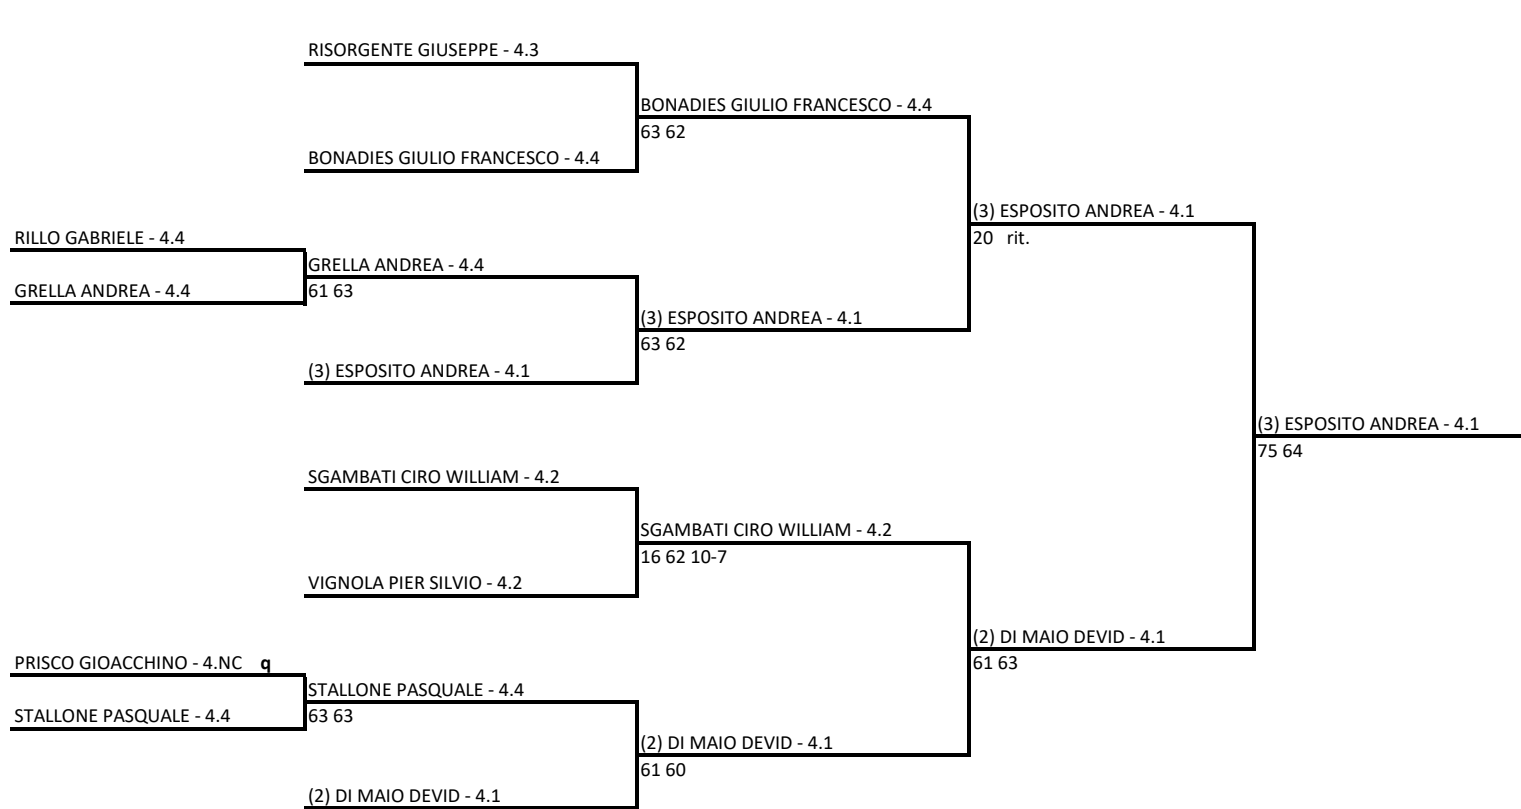 RISORGENTE GIUSEPPE - 4.3
BONADIES GIULIO FRANCESCO - 4.4
63 62
BONADIES GIULIO FRANCESCO - 4.4
(3) ESPOSITO ANDREA - 4.1
RILLO GABRIELE - 4.4
20 rit.
GRELLA ANDREA - 4.4
GRELLA ANDREA - 4.4
61 63
(3) ESPOSITO ANDREA - 4.1
63 62
(3) ESPOSITO ANDREA - 4.1
(3) ESPOSITO ANDREA - 4.1
75 64
SGAMBATI CIRO WILLIAM - 4.2
SGAMBATI CIRO WILLIAM - 4.2
16 62 10-7
VIGNOLA PIER SILVIO - 4.2
(2) DI MAIO DEVID - 4.1
PRISCO GIOACCHINO - 4.NC q
61 63
STALLONE PASQUALE - 4.4
STALLONE PASQUALE - 4.4
63 63
(2) DI MAIO DEVID - 4.1
61 60
(2) DI MAIO DEVID - 4.1